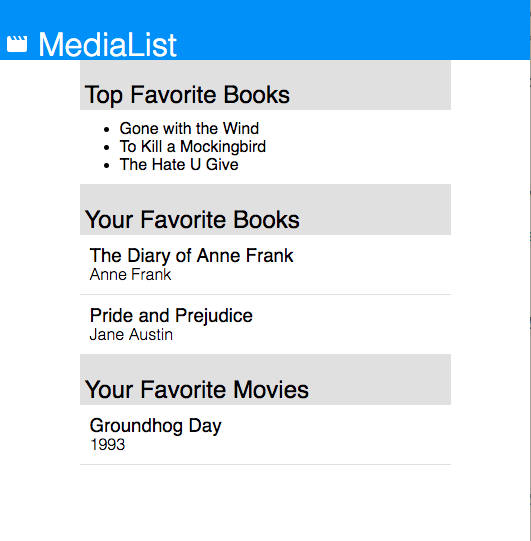 MediaList
Top Favorite Books
Gone with the Wind
To Kill a Mockingbird
The Hate U Give
Your Favorite Books
The Diary of Anne Frank
Anne Frank
Pride and Prejudice
Jane Austin
Your Favorite Movies
Groundhog Day
1993